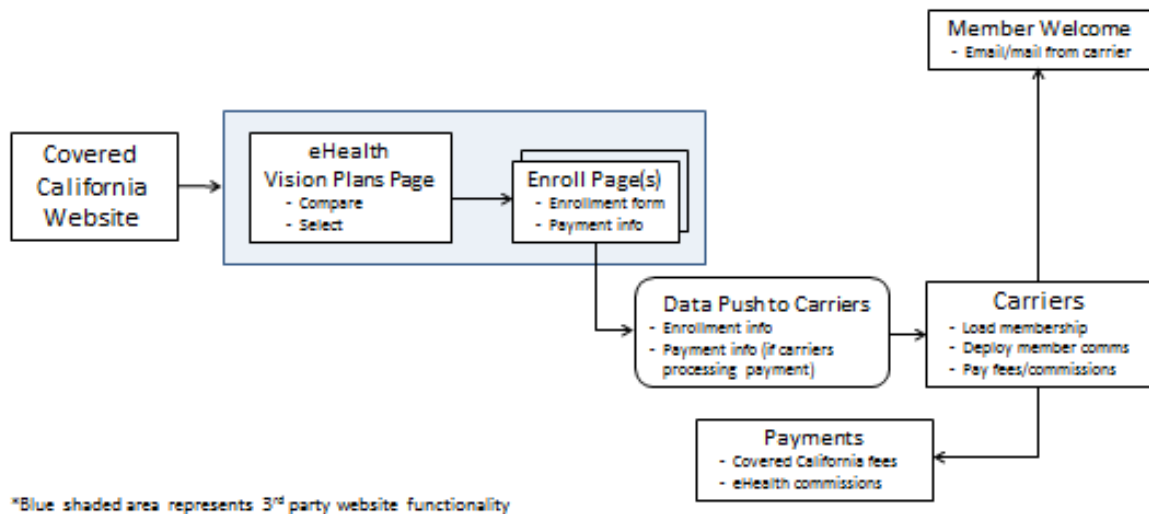 Member Welcome
- Email/mail from carrier
Covered
California
Website
eHealth
Vision Plans Page
- Compare
- Select
Enroll Page(s)
- Enrollment form
- Payment info
Data Push to Carriers
- Enrollment info
- Payment info (if carriers
processing payment)
Carriers
- Load membership
- Deploy member comms
- Pay fees/commissions
Payments
- Covered California fees
- eHealth commissions
*Blue shaded area represents 3rd party website functionality